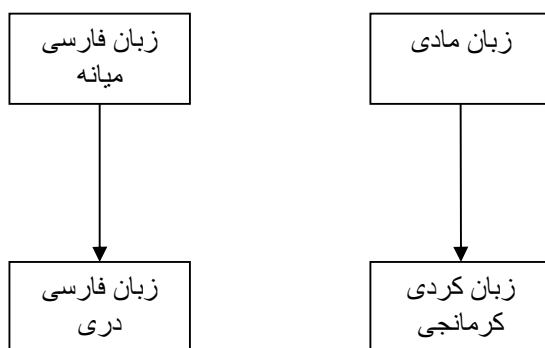 زبان مادی
زبان فارسی
میانه
زبان کردی
کرمانجی
زبان فارسی
دری